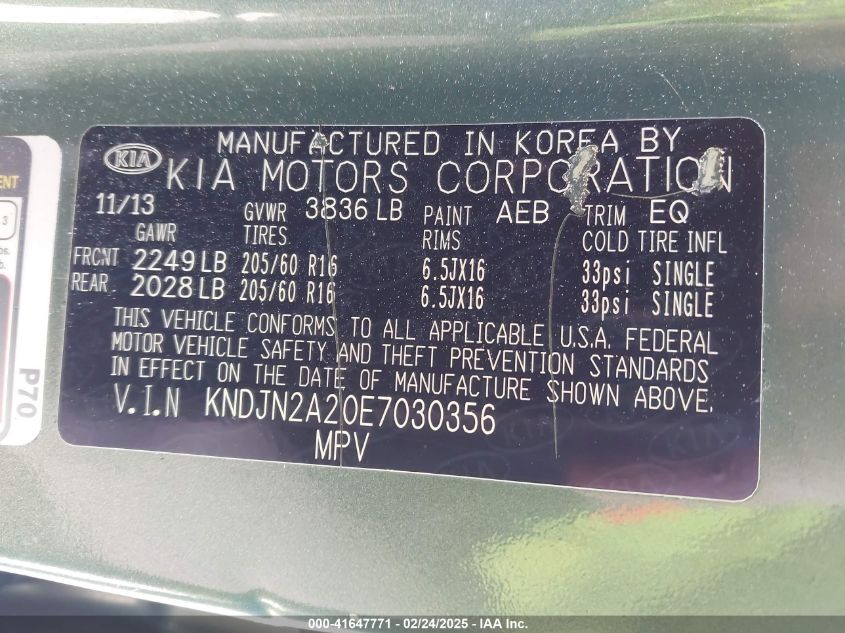 MANUFACTURED IN KOREA BY
KIA KIA MOTORS CORPORATION
11/13 GVWR 3836 LB PAINT AEB TRIM EQ
GAWR TIRES RIMS COLD TIRE INFL
FRONT 2249 LB 205/60 R16 6.5JX16 33psi SINGLE
REAR 2028 LB 205/60 R16 6.5JX16 33psi SINGLE
THIS VEHICLE CONFORMS TO ALL APPLICABLE U.S.A. FEDERAL
MOTOR VEHICLE SAFETY AND THEFT PREVENTION STANDARDS
IN EFFECT ON THE DATE OF MANUFACTURE SHOWN ABOVE.
V.I.N KNDJN2A20E7030356
MPV
P70
000-41647771 - 02/24/2025 - IAA Inc.